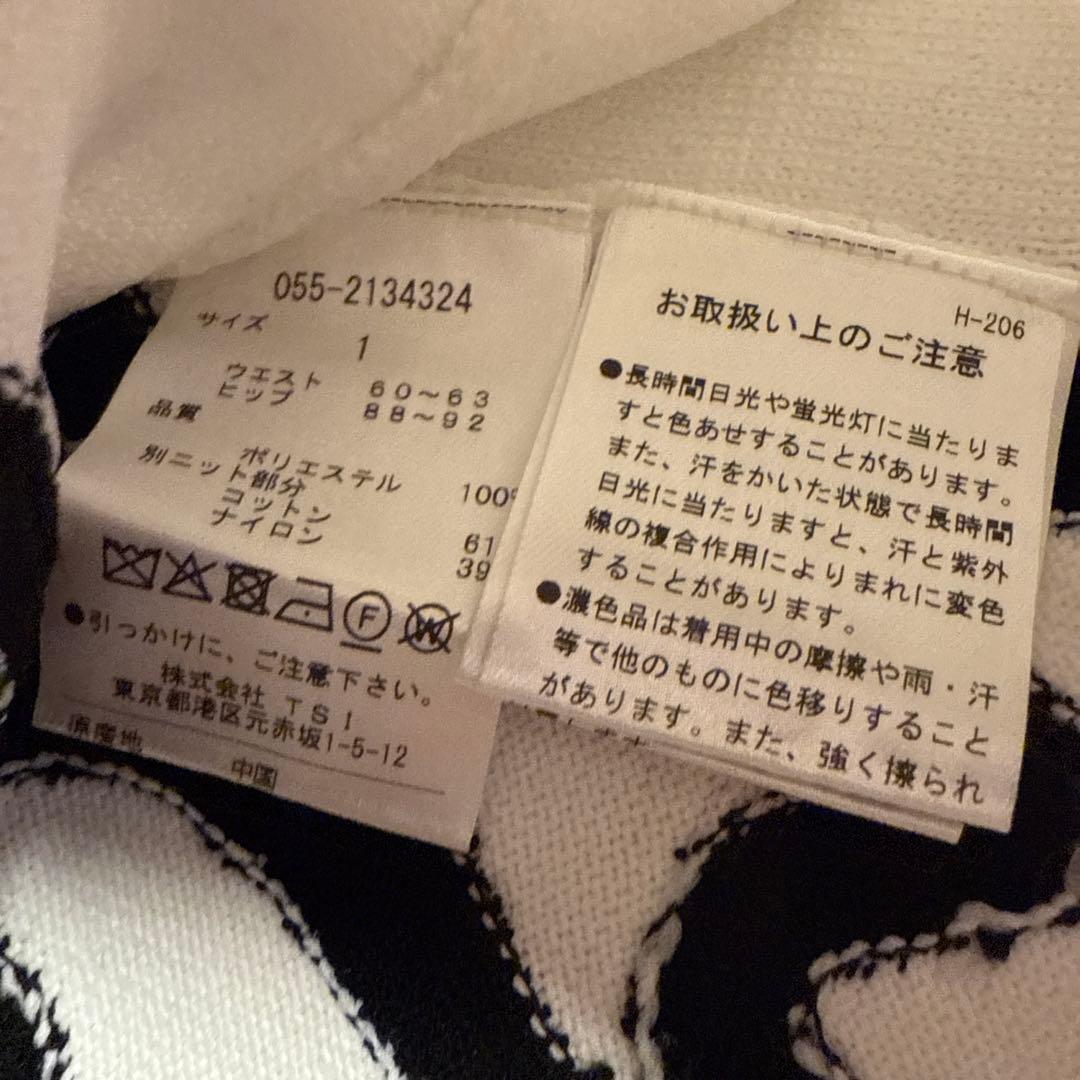 055-2134324
サイズ
1
ウエスト 60～63
ヒップ 88～92
品質
ポリエステル 100%
別ニット部分
コットン 61
ナイロン 39
F
W
●引っかけに、ご注意下さい。
株式会社 TSI
東京都港区元赤坂1-5-12
原産地
中国
H-206
お取扱い上のご注意
●長時間日光や蛍光灯に当たりま
すと色あせすることがあります。
また、汗をかいた状態で長時間
日光に当たりますと、汗と紫外
線の複合作用によりまれに変色
することがあります。
●濃色品は着用中の摩擦や雨・汗
等で他のものに色移りすること
があります。また、強く擦られ